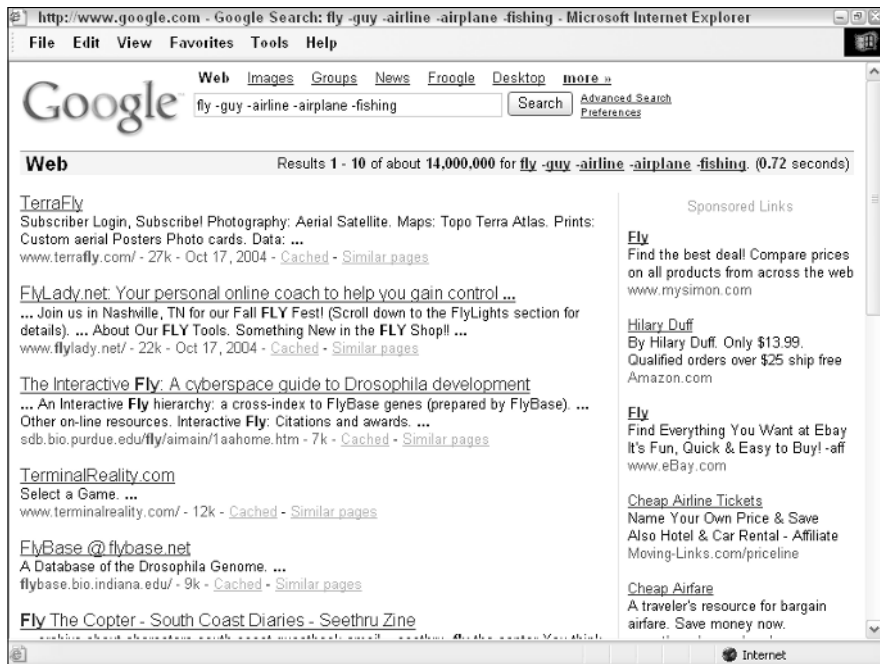 http://www.google.com - Google Search: fly -guy -airline -airplane -fishing - Microsoft Internet Explorer
File Edit View Favorites Tools Help
Google
Web Images Groups News Froogle Desktop more »
fly -guy -airline -airplane -fishing
Search
Advanced Search
Preferences
Web
Results 1 - 10 of about 14,000,000 for fly -guy -airline -airplane -fishing. (0.72 seconds)
TerraFly
Subscriber Login, Subscribe! Photography: Aerial Satellite. Maps: Topo Terra Atlas. Prints:
Custom aerial Posters Photo cards. Data: ...
www.terrafly.com/ - 27k - Oct 17, 2004 - Cached - Similar pages
FlyLady.net: Your personal online coach to help you gain control ...
... Join us in Nashville, TN for our Fall FLY Fest! (Scroll down to the FlyLights section for
details). ... About Our FLY Tools. Something New in the FLY Shop!! ...
www.flylady.net/ - 22k - Oct 17, 2004 - Cached - Similar pages
The Interactive Fly: A cyberspace guide to Drosophila development
... An Interactive Fly hierarchy: a cross-index to FlyBase genes (prepared by FlyBase). ...
Other on-line resources. Interactive Fly: Citations and awards. ...
sdb.bio.purdue.edu/fly/aimain/1aahome.htm - 7k - Cached - Similar pages
TerminalReality.com
Select a Game. ...
www.terminalreality.com/ - 12k - Cached - Similar pages
FlyBase @ flybase.net
A Database of the Drosophila Genome. ...
flybase.bio.indiana.edu/ - 9k - Cached - Similar pages
Fly The Copter - South Coast Diaries - Seethru Zine
Sponsored Links
Fly
Find the best deal! Compare prices
on all products from across the web
www.mysimon.com
Hilary Duff
By Hilary Duff. Only $13.99.
Qualified orders over $25 ship free
Amazon.com
Fly
Find Everything You Want at Ebay
It's Fun, Quick & Easy to Buy! -aff
www.eBay.com
Cheap Airline Tickets
Name Your Own Price & Save
Also Hotel & Car Rental - Affiliate
Moving-Links.com/priceline
Cheap Airfare
A traveler's resource for bargain
airfare. Save money now.
Internet